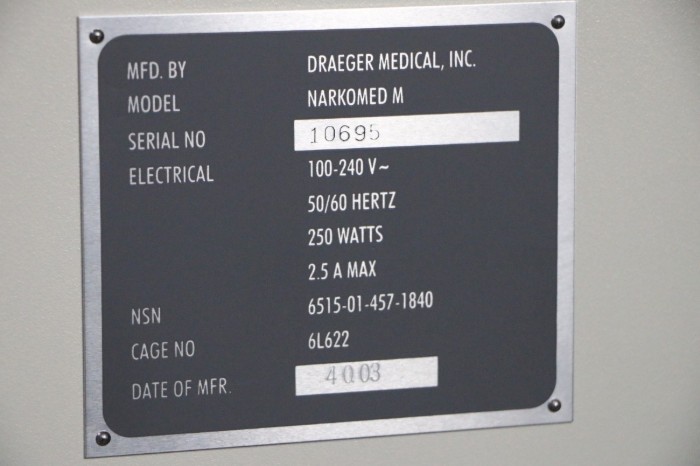 MFD. BY DRAEGER MEDICAL, INC.
MODEL NARKOMED M
SERIAL NO 10695
ELECTRICAL 100-240 V~
50/60 HERTZ
250 WATTS
2.5 A MAX
NSN 6515-01-457-1840
CAGE NO 6L622
DATE OF MFR. 4Q03